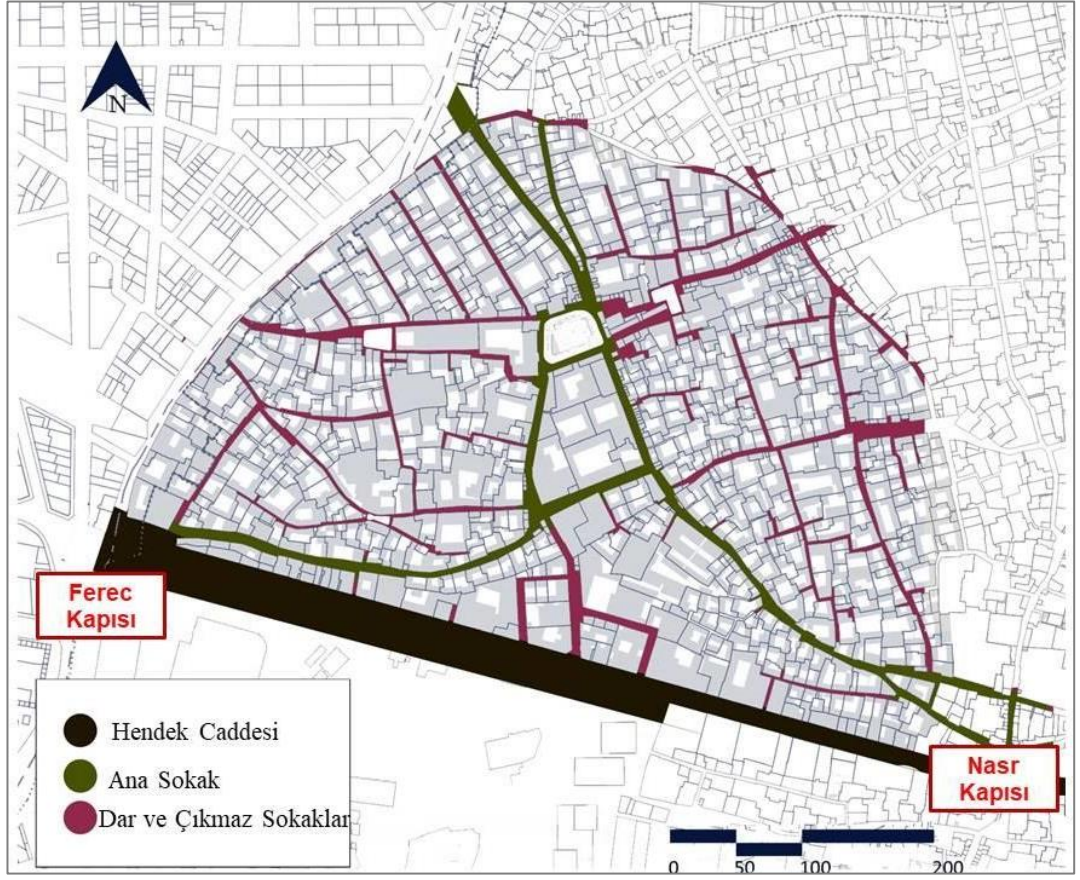 N
Ferec
Kapısı
Hendek Caddesi
Ana Sokak
Dar ve Çıkmaz Sokaklar
Nasr
Kapısı
0 50 100 200